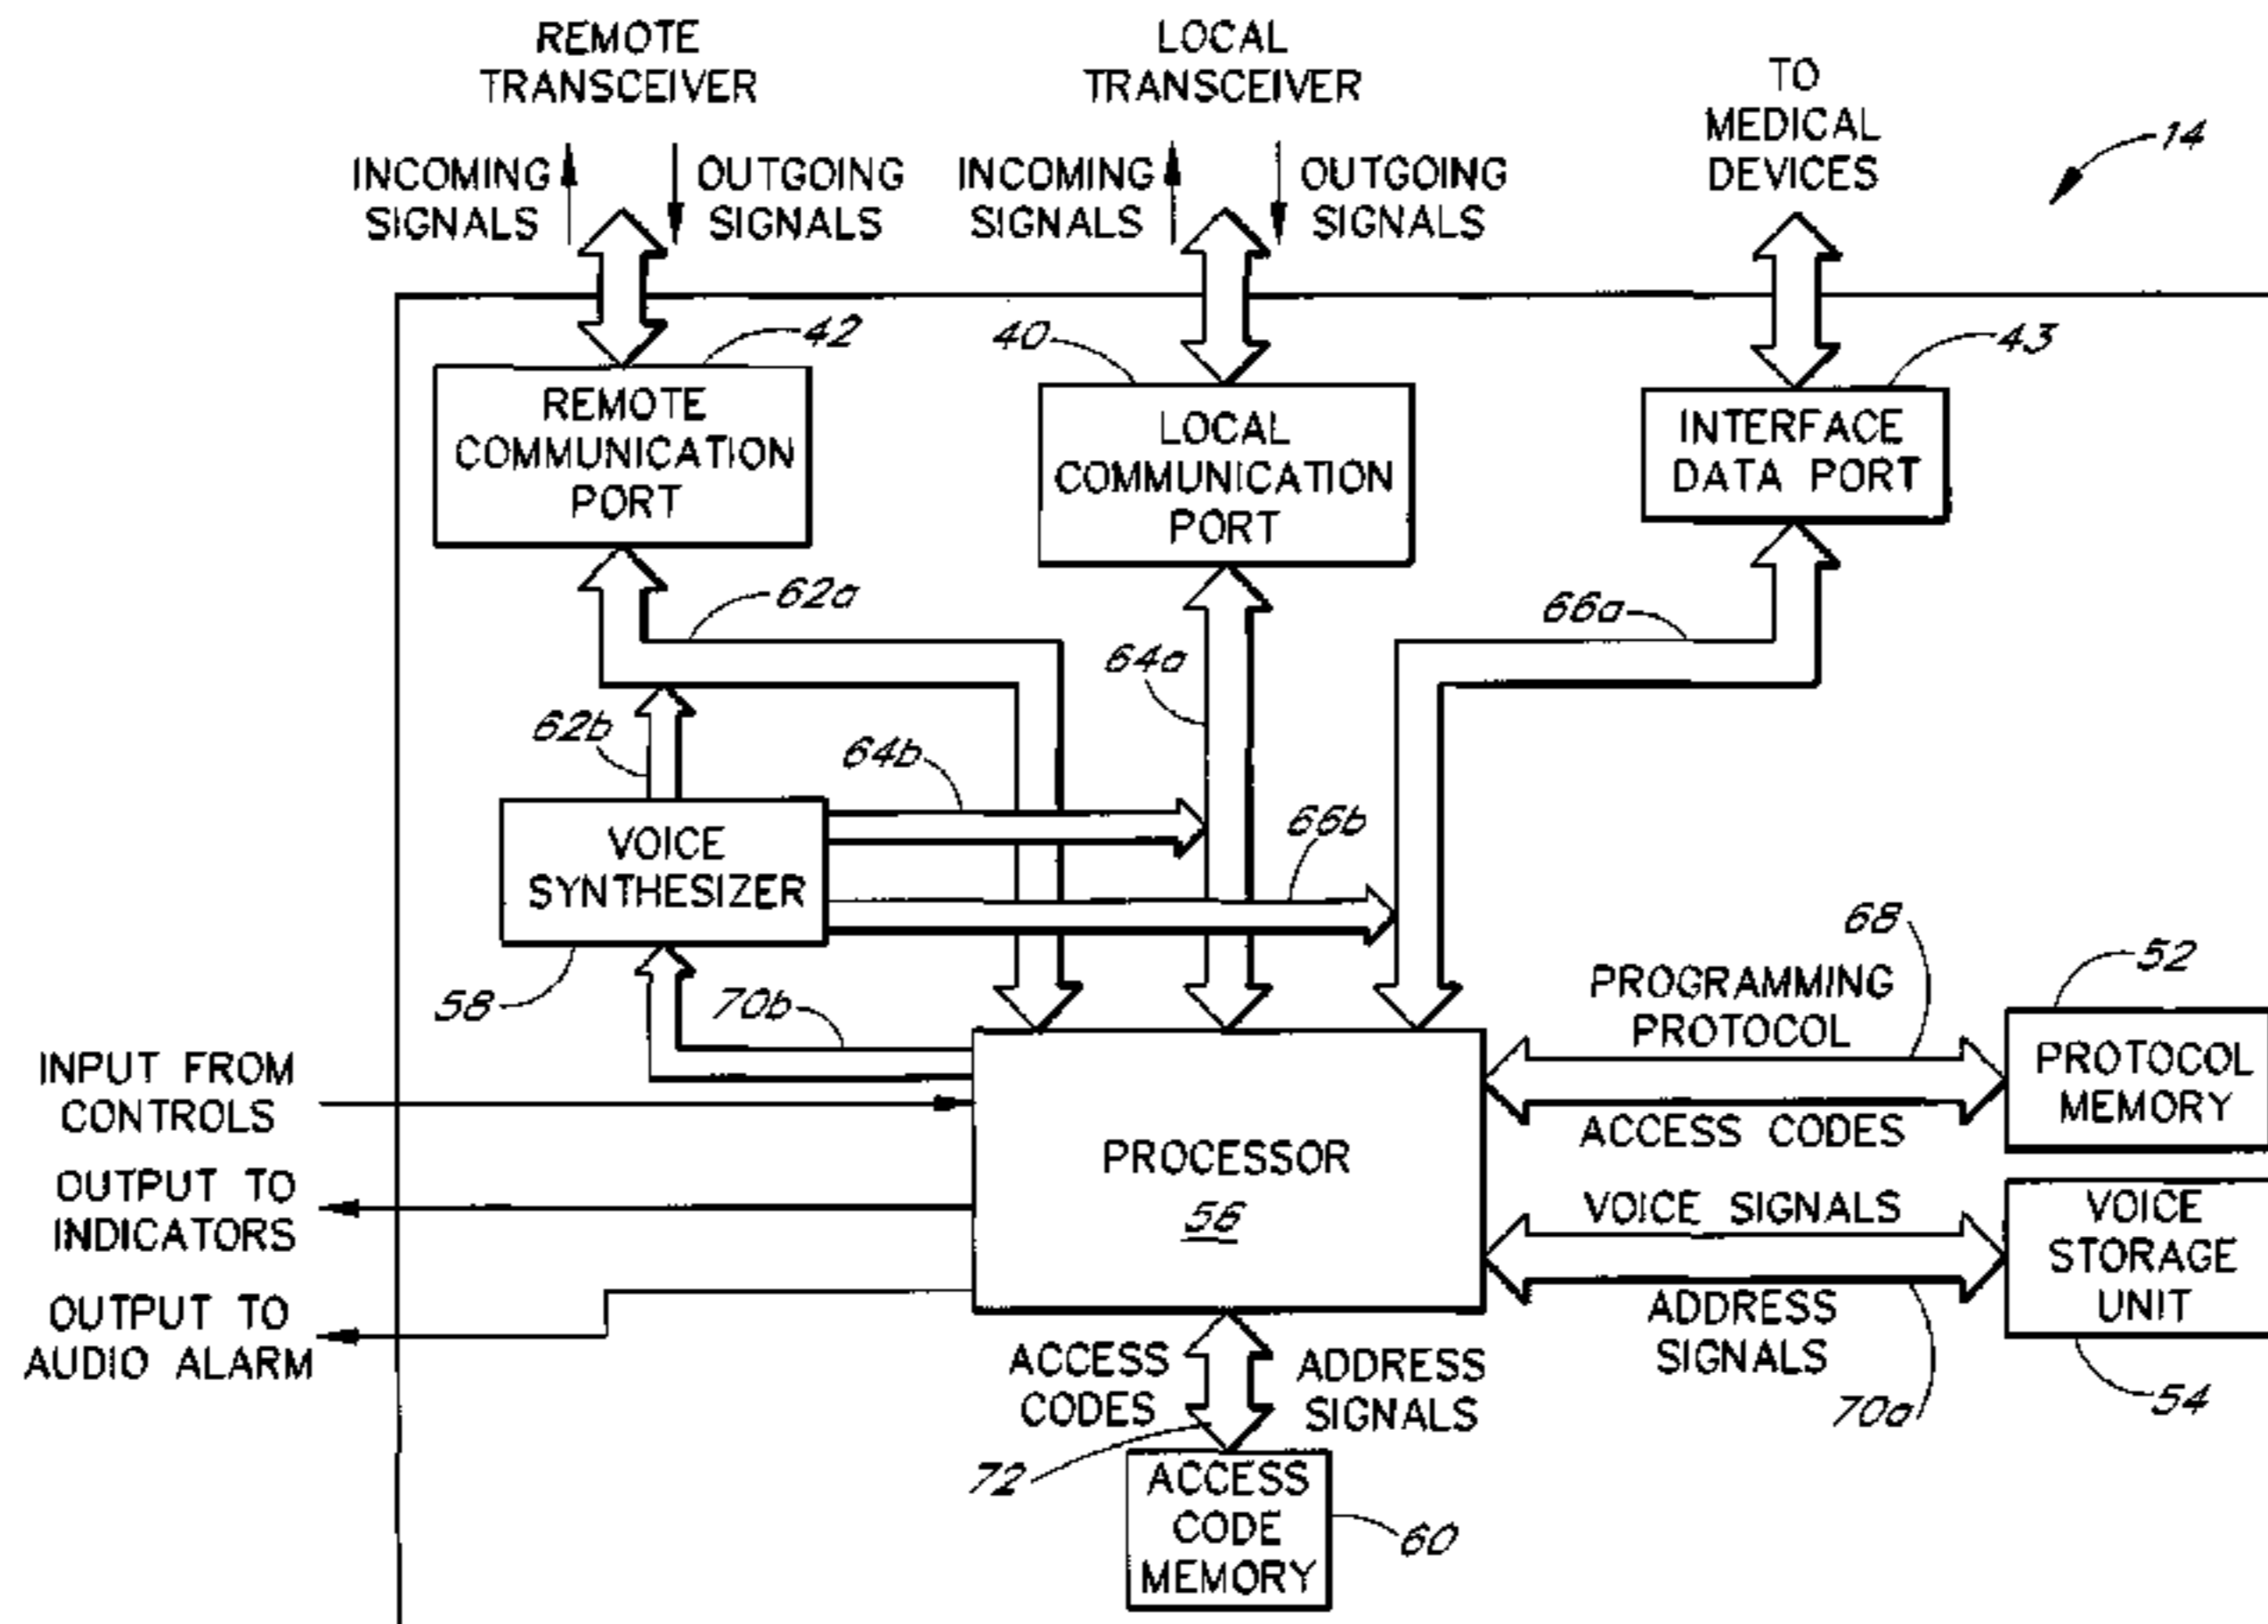 REMOTE
TRANSCEIVER
LOCAL
TRANSCEIVER
TO
MEDICAL
DEVICES
14
INCOMING
SIGNALS
OUTGOING
SIGNALS
INCOMING
SIGNALS
OUTGOING
SIGNALS
42
40
43
REMOTE
COMMUNICATION
PORT
LOCAL
COMMUNICATION
PORT
INTERFACE
DATA PORT
62a
64a
66a
62b
64b
66b
VOICE
SYNTHESIZER
58
70b
68
52
PROGRAMMING
PROTOCOL
ACCESS CODES
PROTOCOL
MEMORY
INPUT FROM
CONTROLS
OUTPUT TO
INDICATORS
OUTPUT TO
AUDIO ALARM
PROCESSOR
56
VOICE SIGNALS
ADDRESS
SIGNALS
70a
VOICE
STORAGE
UNIT
54
ACCESS
CODES
ADDRESS
SIGNALS
72
ACCESS
CODE
MEMORY
60